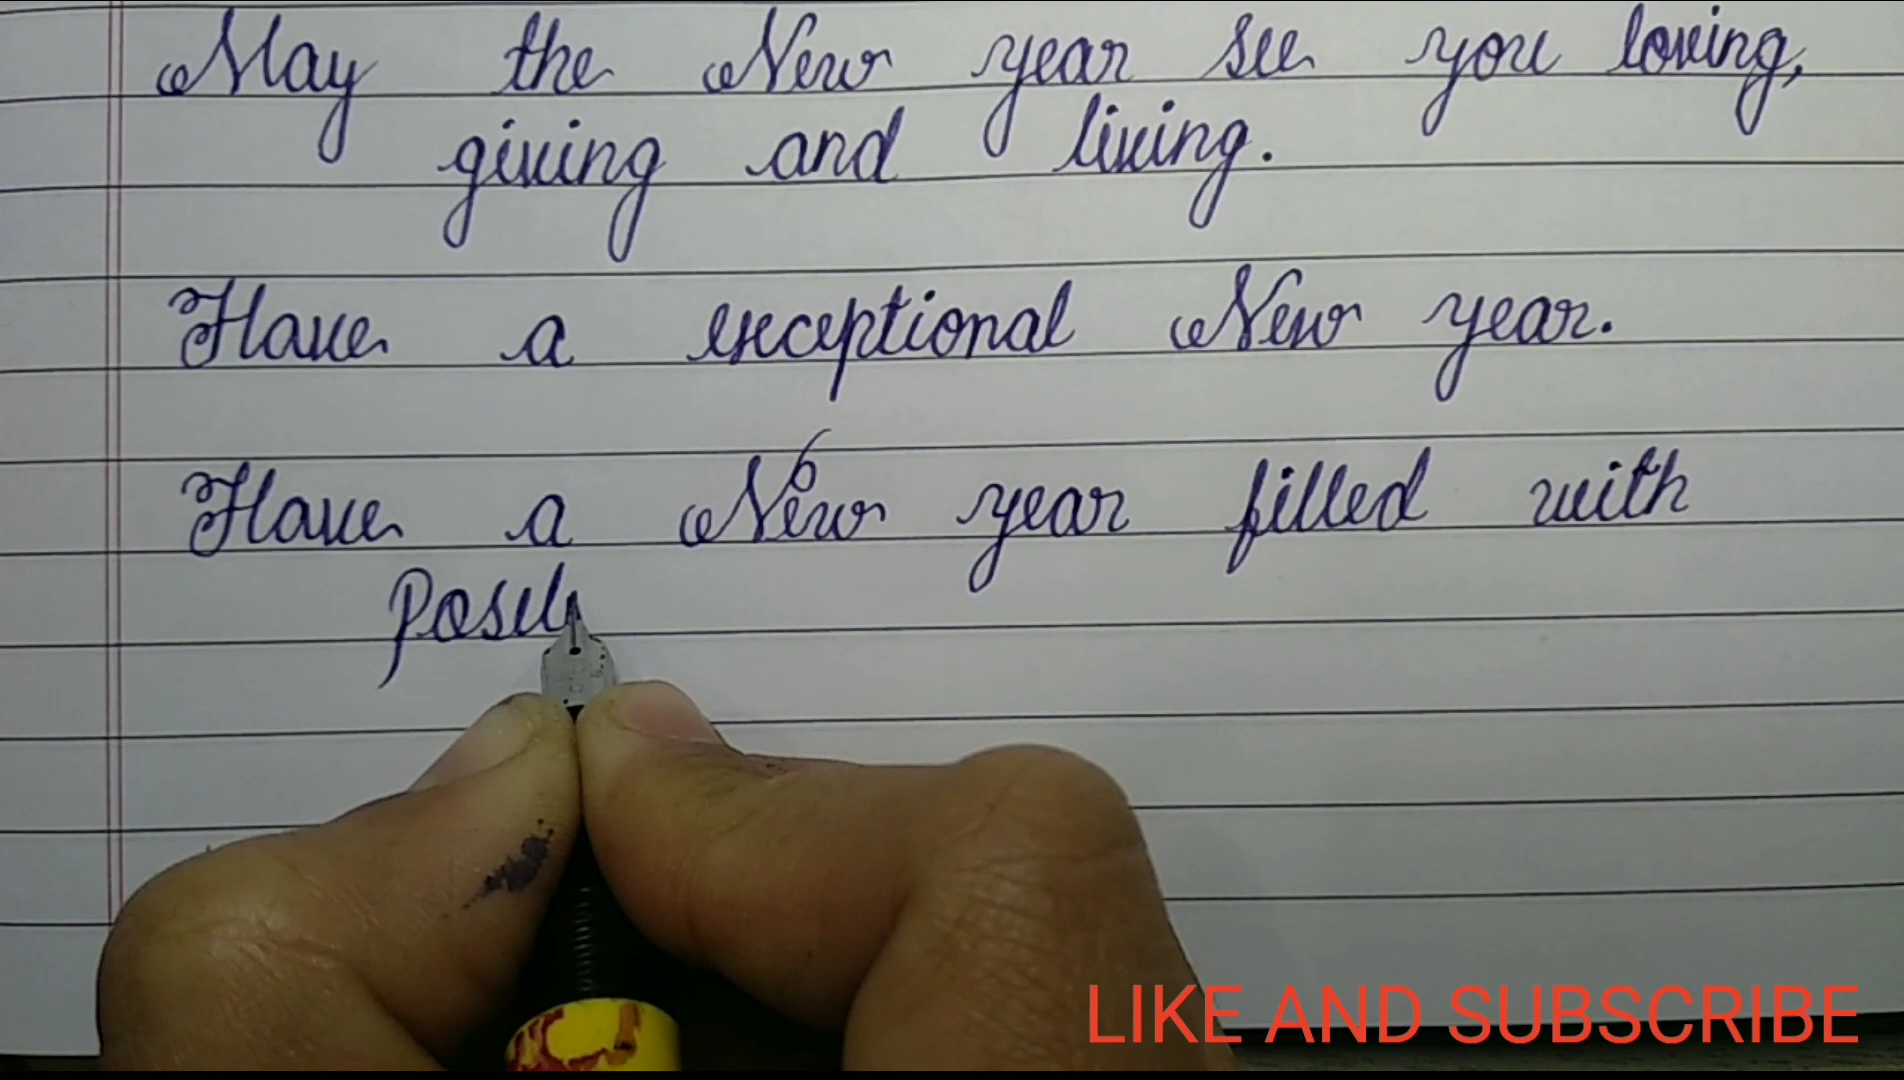 May the New year see you loving,
giving and living.
Have a exceptional New year.
Have a New year filled with
LIKE AND SUBSCRIBE